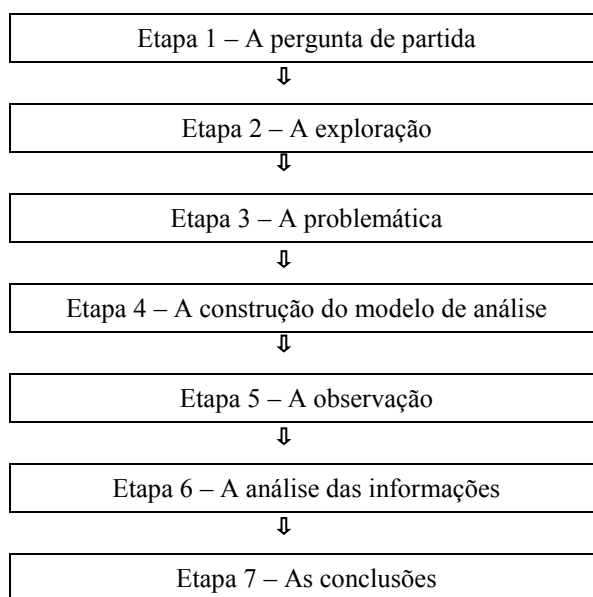 Etapa 1 – A pergunta de partida
⇩
Etapa 2 – A exploração
⇩
Etapa 3 – A problemática
⇩
Etapa 4 – A construção do modelo de análise
⇩
Etapa 5 – A observação
⇩
Etapa 6 – A análise das informações
⇩
Etapa 7 – As conclusões